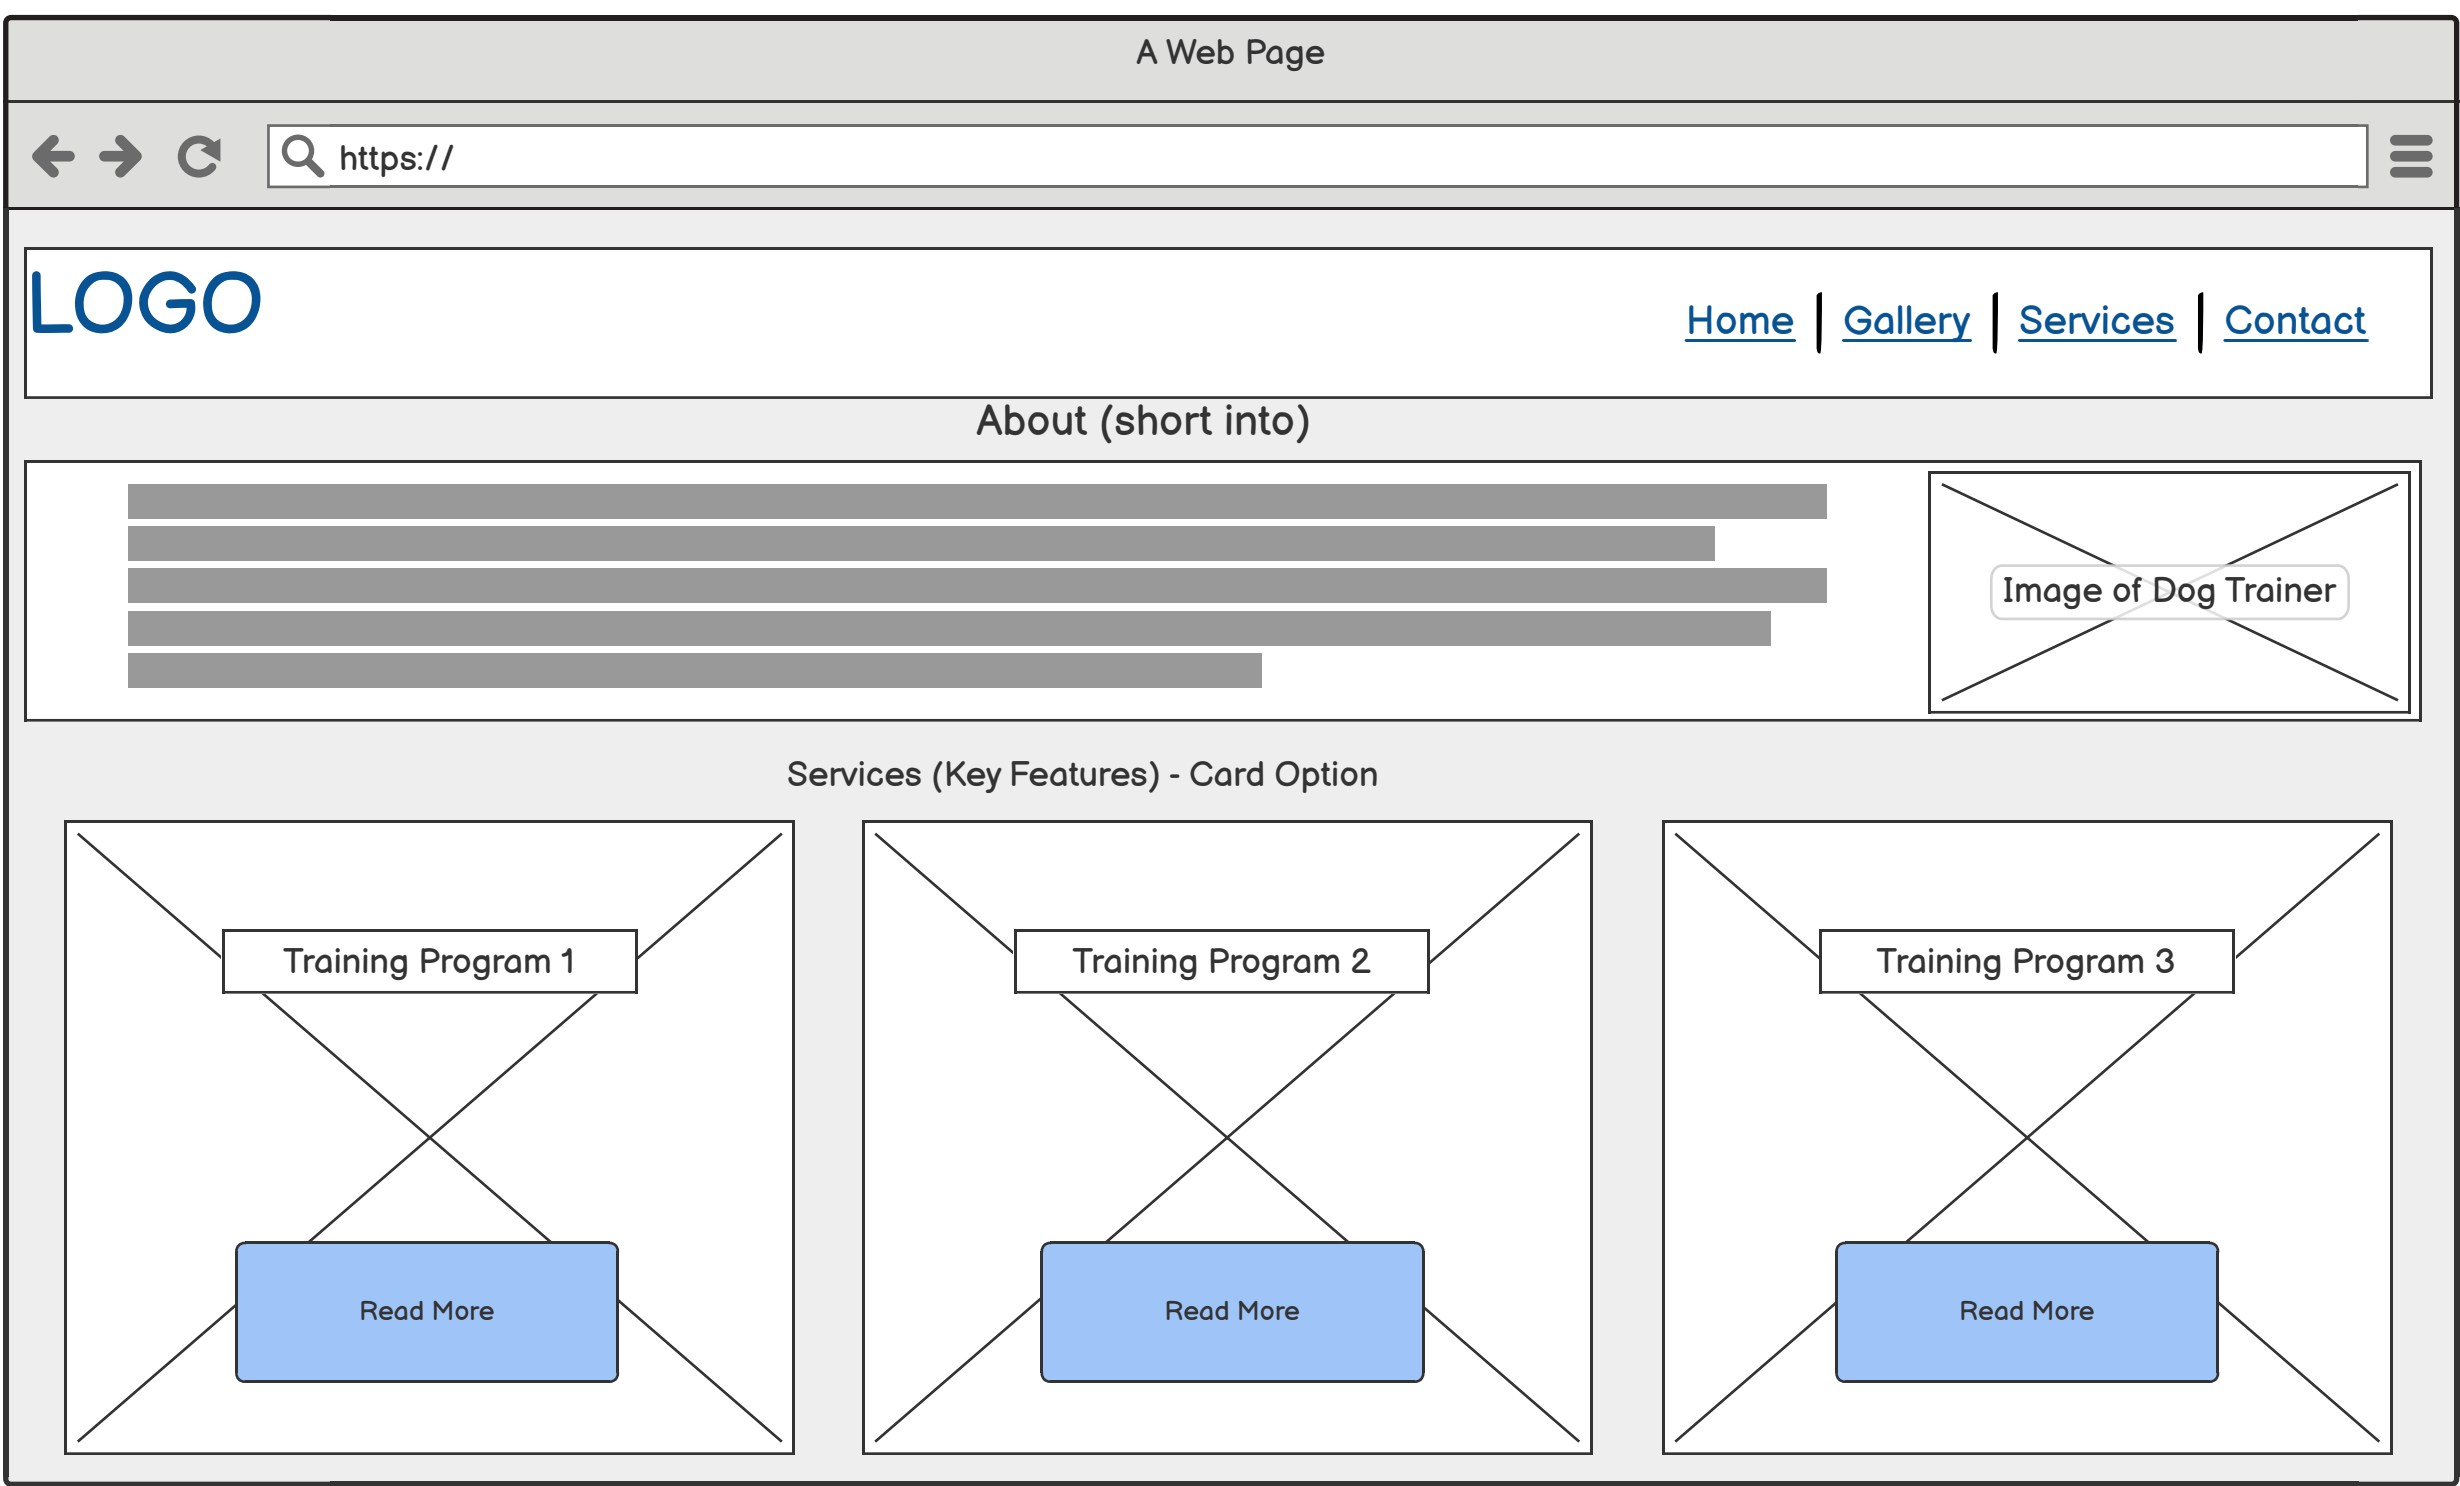 A Web Page
https://
LOGO
Home | Gallery | Services | Contact
About (short into)
Image of Dog Trainer
Services (Key Features) - Card Option
Training Program 1
Training Program 2
Training Program 3
Read More
Read More
Read More